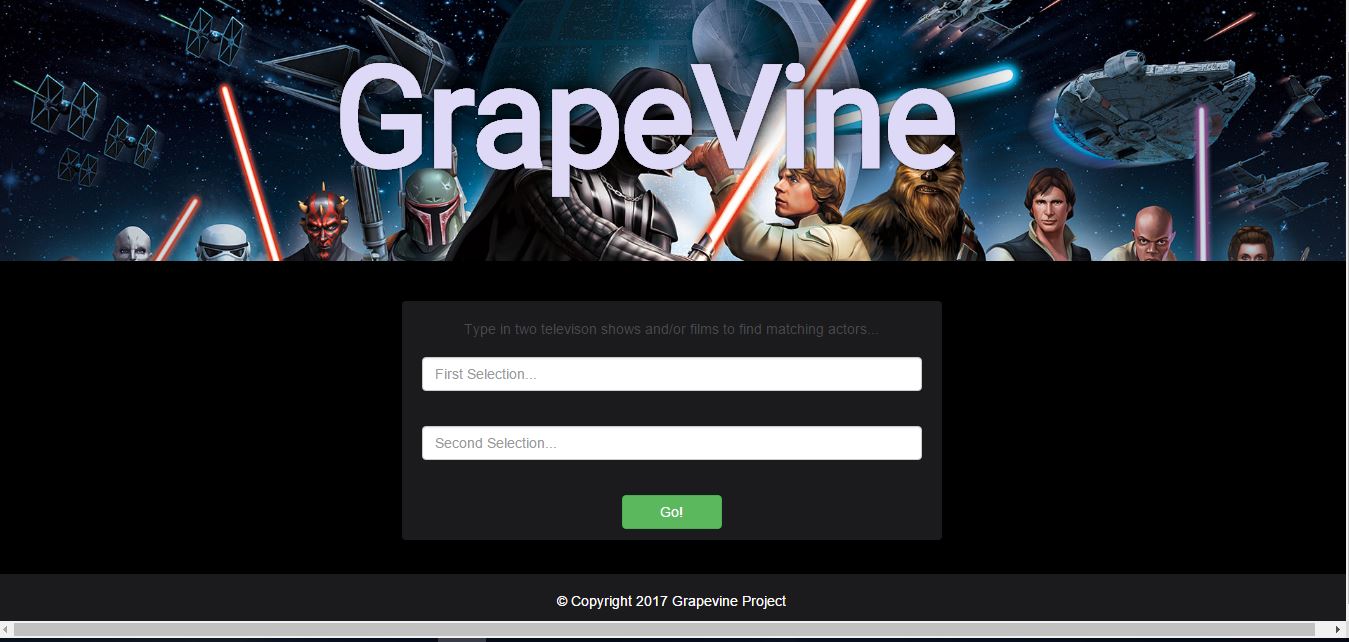 GrapeVine
Type in two televison shows and/or films to find matching actors...
First Selection...
Second Selection...
Go!
© Copyright 2017 Grapevine Project